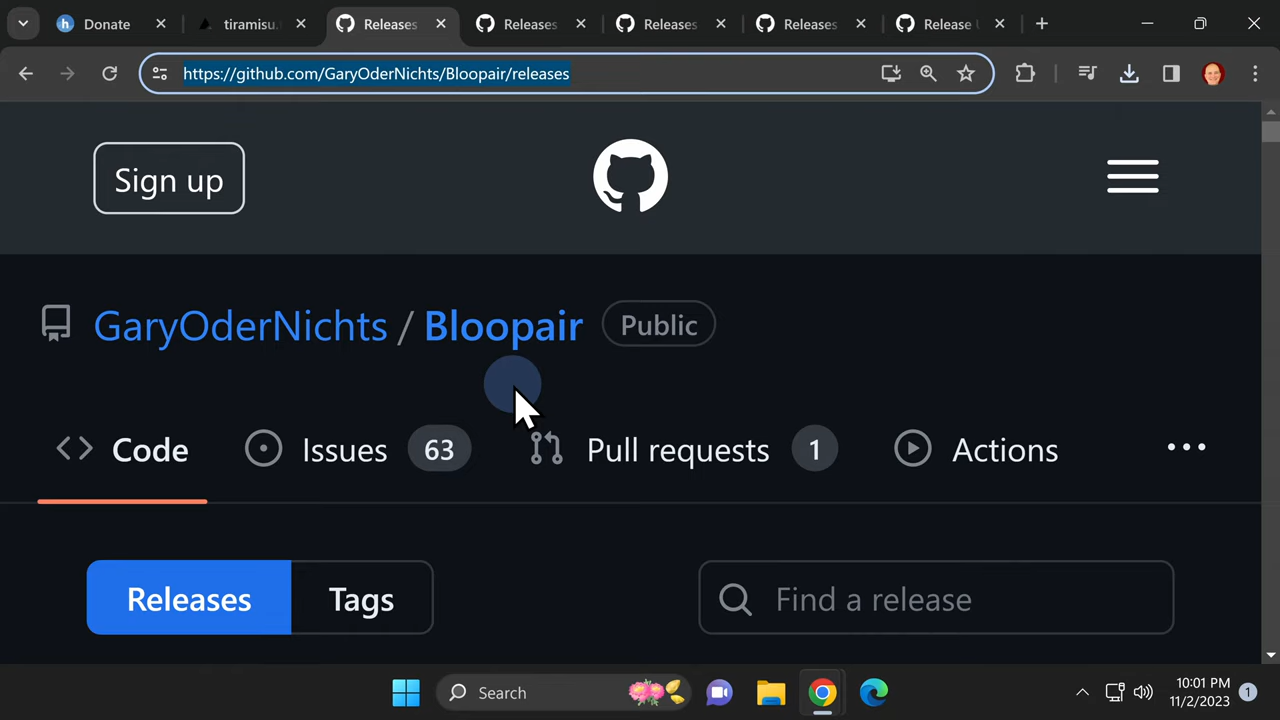 Donate
tiramisu.
Releases
Releases
Releases
Releases
Release
https://github.com/GaryOderNichts/Bloopair/releases
Sign up
GaryOderNichts / Bloopair Public
Code Issues 63 Pull requests 1 Actions
Releases Tags Find a release
Search
10:01 PM
11/2/2023 1